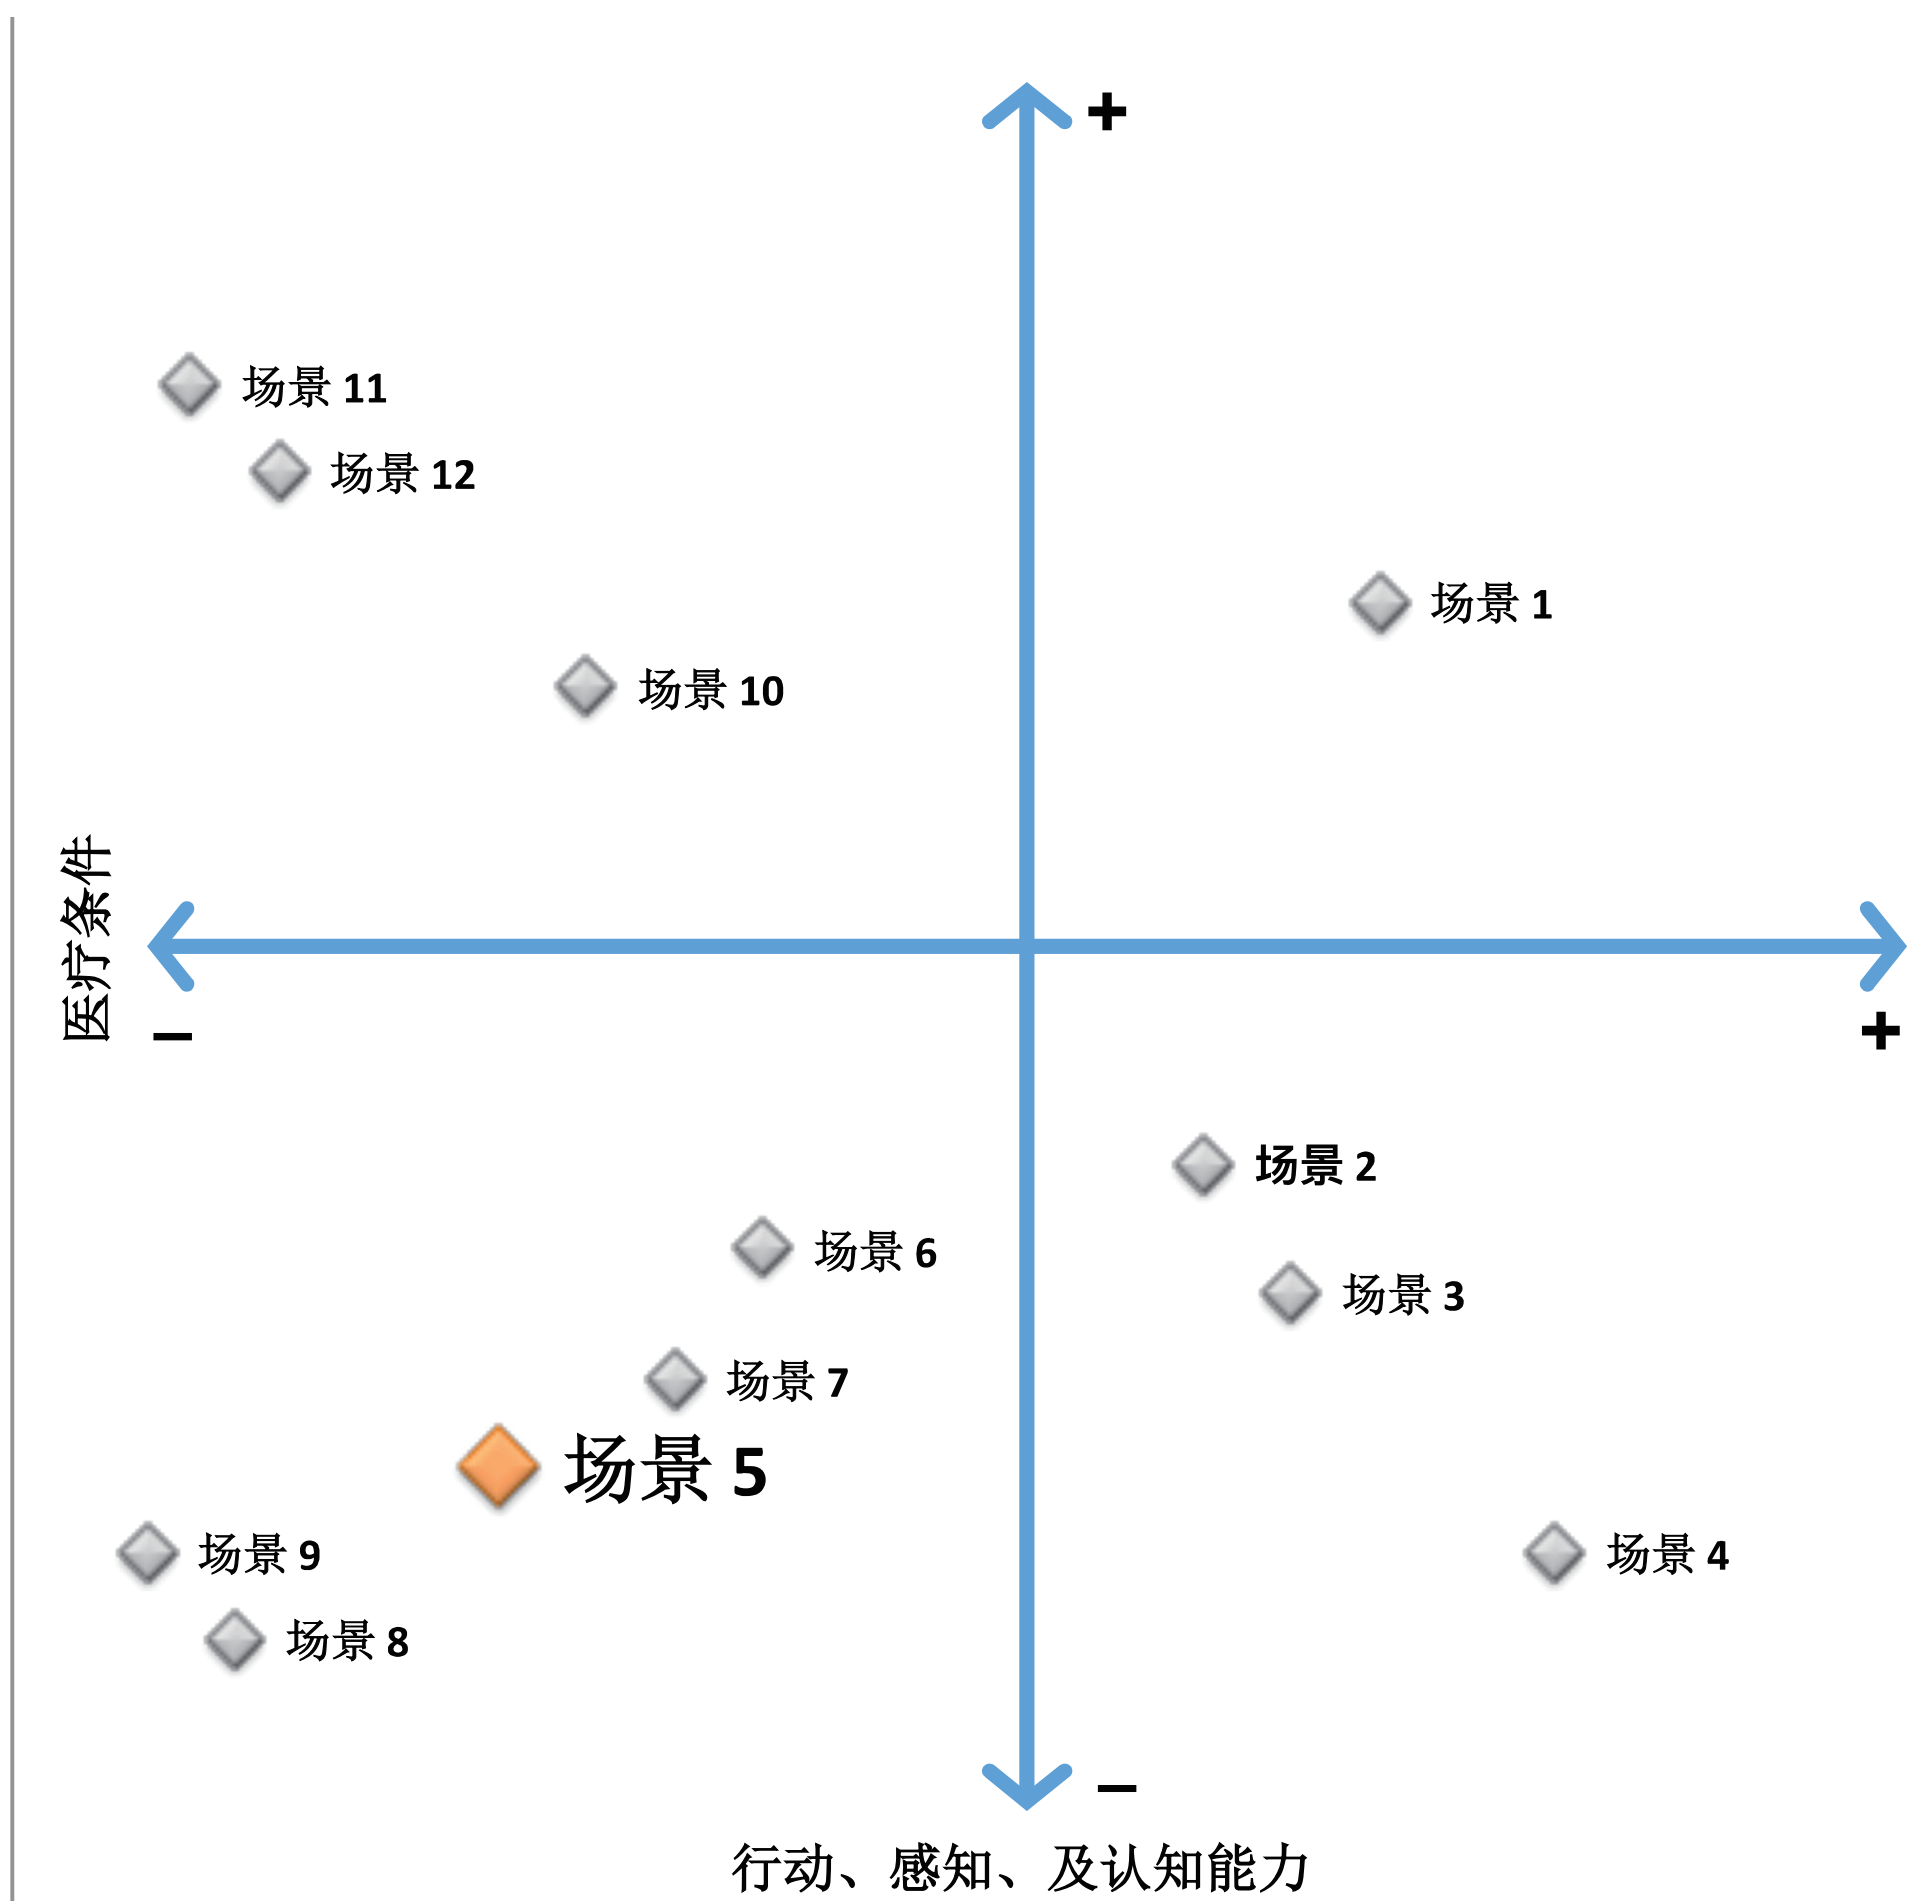 +
场景 11
场景 12
场景 1
场景 10
医疗条件
–
+
场景 2
场景 6
场景 3
场景 7
场景 5
场景 9
场景 4
场景 8
–
行动、感知、及认知能力